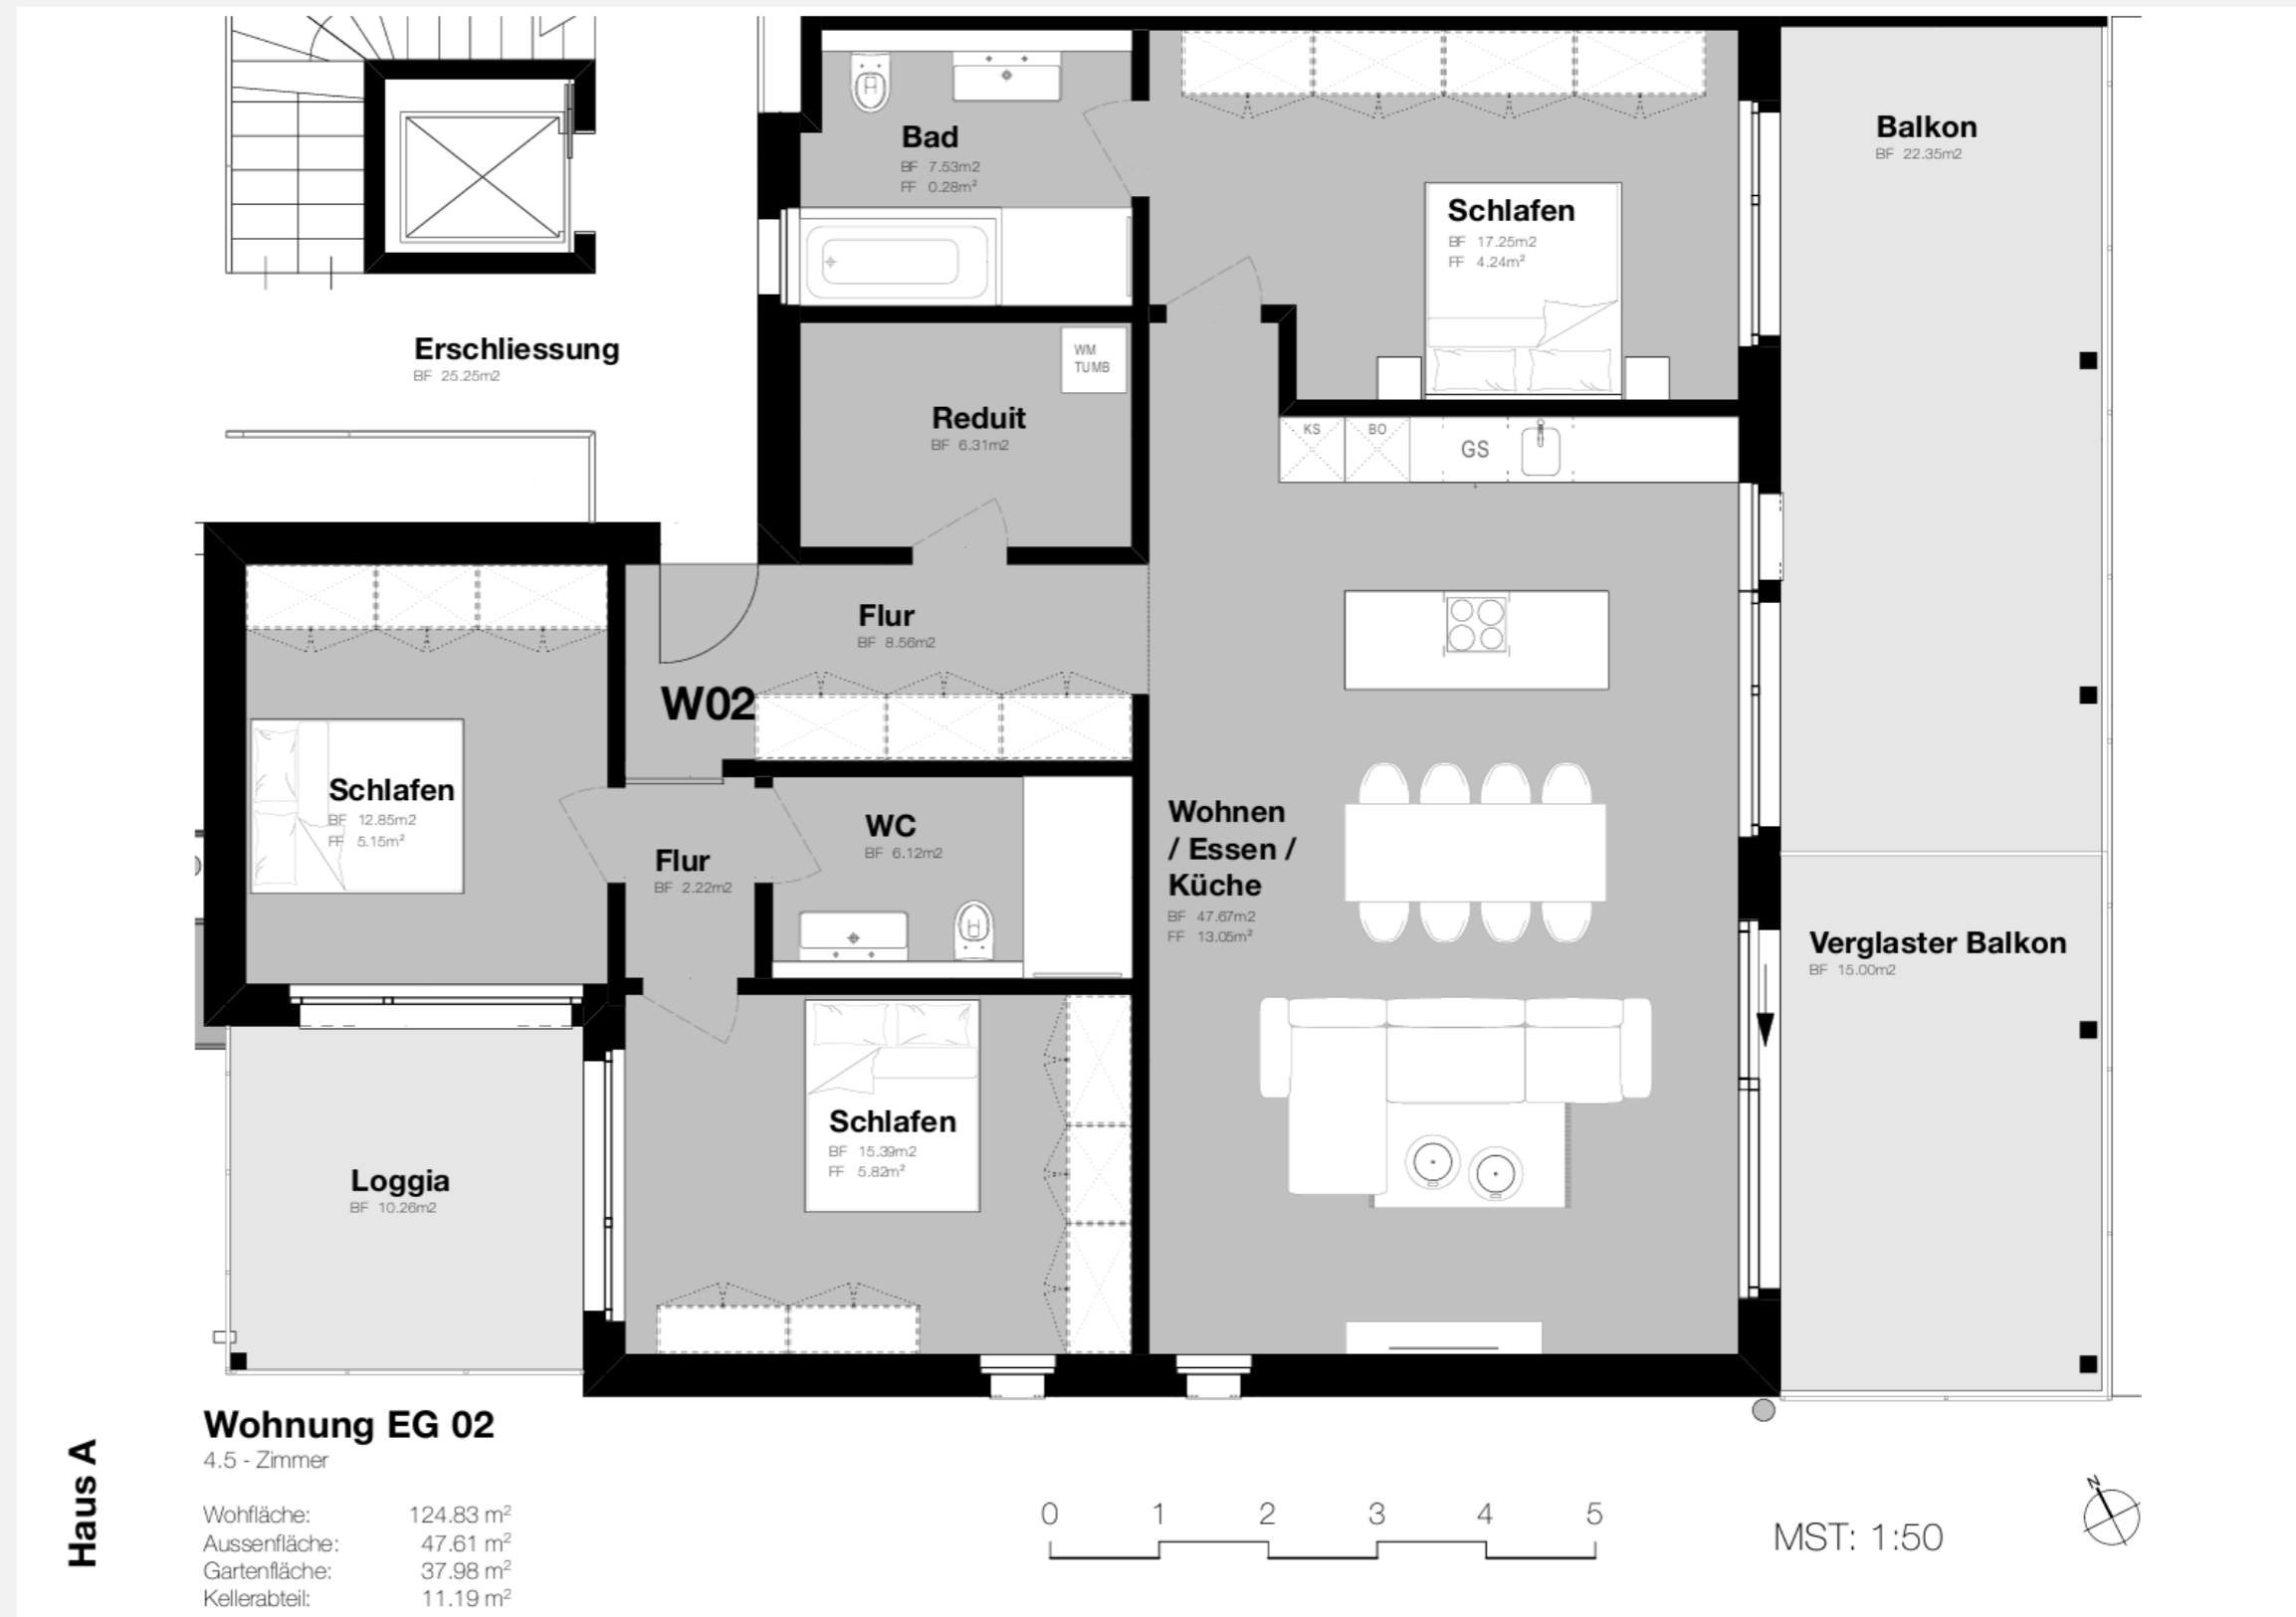 Bad
BF 7.53m2
FF 0.28m²
Schlafen
BF 17.25m2
FF 4.24m²
Balkon
BF 22.35m2
Erschliessung
BF 25.25m2
WM
TUMB
Reduit
BF 6.31m2
KS
BO
GS
Flur
BF 8.56m2
W02
Schlafen
BF 12.85m2
FF 5.15m²
Flur
BF 2.22m2
WC
BF 6.12m2
Wohnen
/ Essen /
Küche
BF 47.67m2
FF 13.05m²
Verglaster Balkon
BF 15.00m2
Schlafen
BF 15.39m2
FF 5.82m²
Loggia
BF 10.26m2
Haus A
Wohnung EG 02
4.5 - Zimmer
Wohfläche: 124.83 m²
Aussenfläche: 47.61 m²
Gartenfläche: 37.98 m²
Kellerabteil: 11.19 m²
0 1 2 3 4 5
MST: 1:50
N